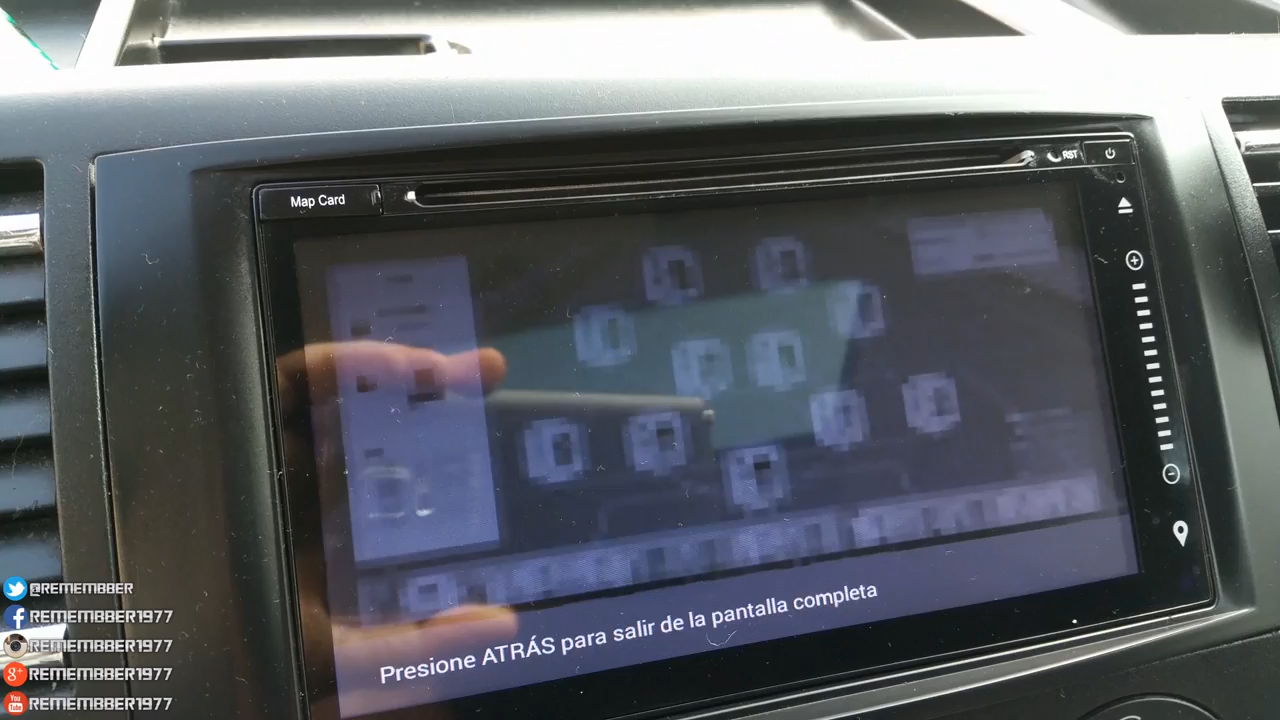 Map Card
RST
Presione ATRÁS para salir de la pantalla completa
@REMEMBBER
REMEMBBER1977
REMEMBBER1977
REMEMBBER1977
REMEMBBER1977